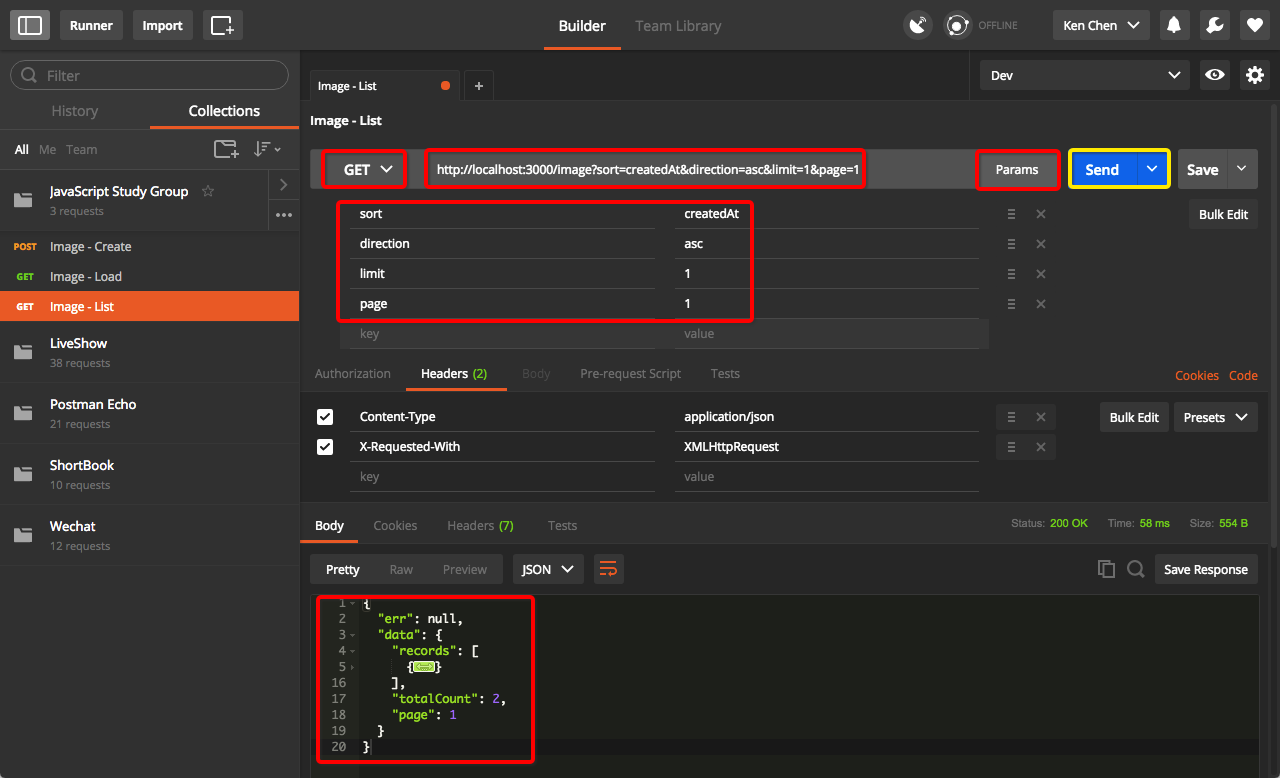 Runner Import Builder Team Library OFFLINE Ken Chen
Filter
History Collections
All Me Team
JavaScript Study Group
3 requests
POST Image - Create
GET Image - Load
GET Image - List
LiveShow
38 requests
Postman Echo
21 requests
ShortBook
10 requests
Wechat
12 requests
Image - List + Dev
Image - List
GET http://localhost:3000/image?sort=createdAt&direction=asc&limit=1&page=1 Params Send Save
sort createdAt Bulk Edit
direction asc
limit 1
page 1
key value
Authorization Headers (2) Body Pre-request Script Tests Cookies Code
Content-Type application/json Bulk Edit Presets
X-Requested-With XMLHttpRequest
key value
Body Cookies Headers (7) Tests Status: 200 OK Time: 58 ms Size: 554 B
Pretty Raw Preview JSON Save Response
1 {
2 "err": null,
3 "data": {
4 "records": [
5 {↔}
16 ],
17 "totalCount": 2,
18 "page": 1
19 }
20 }